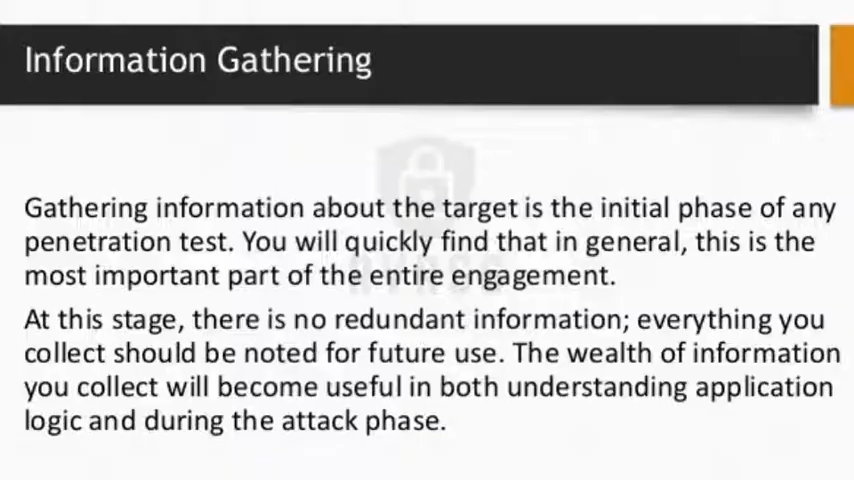 Information Gathering
Gathering information about the target is the initial phase of any
penetration test. You will quickly find that in general, this is the
most important part of the entire engagement.
At this stage, there is no redundant information; everything you
collect should be noted for future use. The wealth of information
you collect will become useful in both understanding application
logic and during the attack phase.